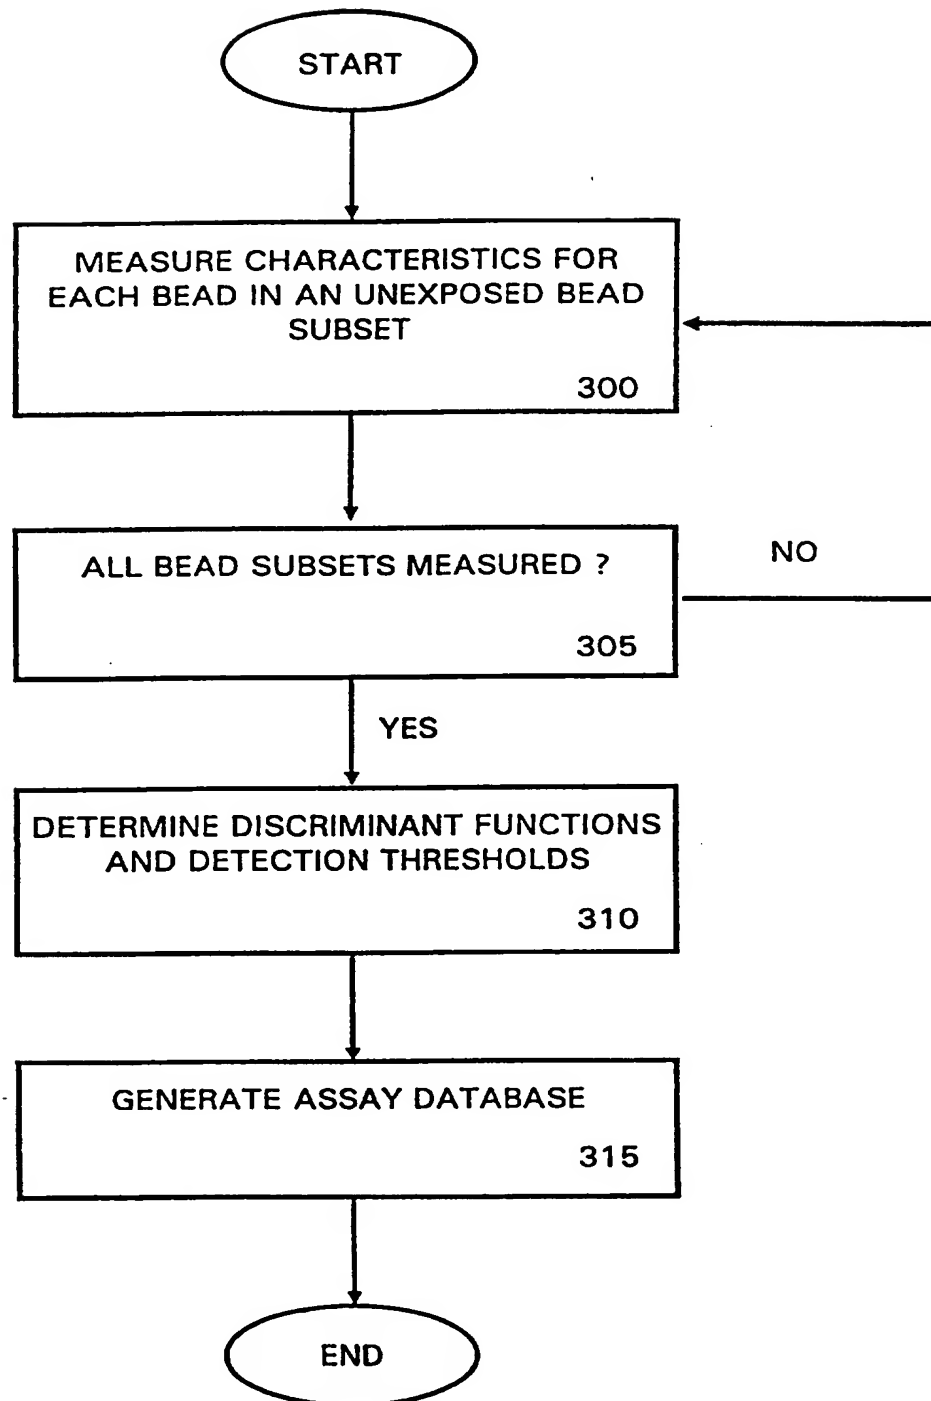 START
MEASURE CHARACTERISTICS FOR
EACH BEAD IN AN UNEXPOSED BEAD
SUBSET
300
ALL BEAD SUBSETS MEASURED ?
305
NO
YES
DETERMINE DISCRIMINANT FUNCTIONS
AND DETECTION THRESHOLDS
310
GENERATE ASSAY DATABASE
315
END